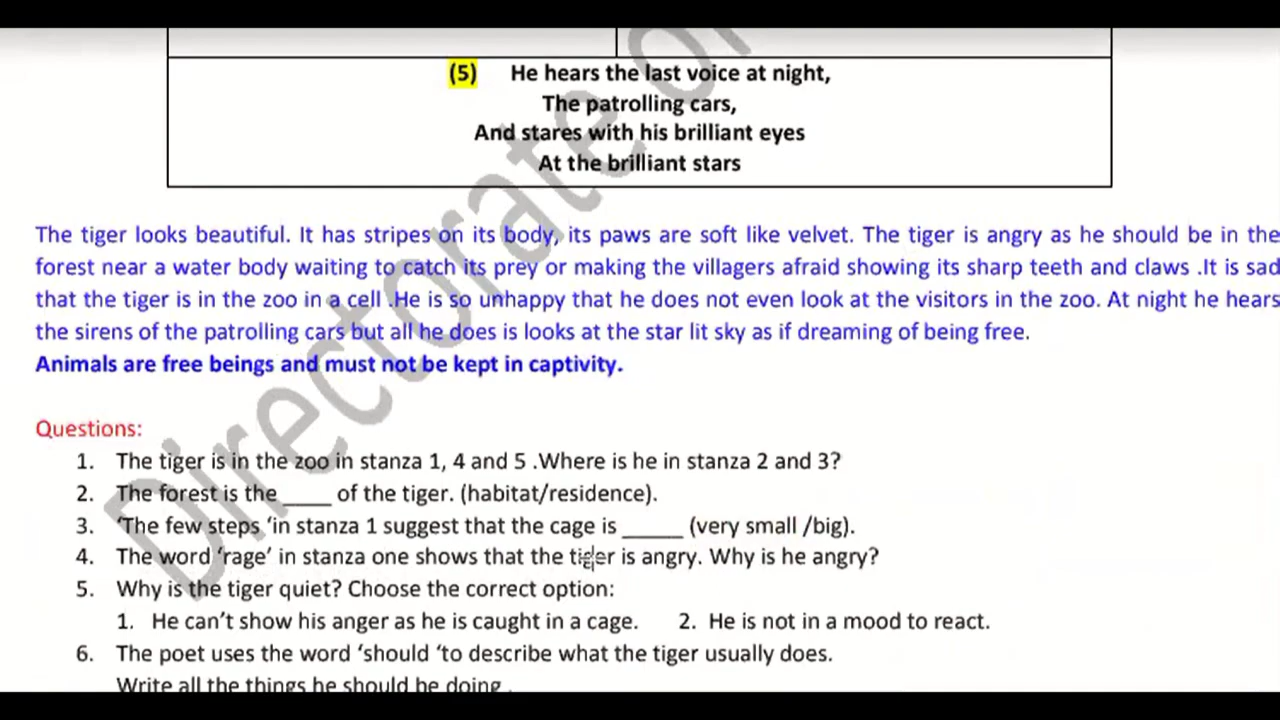 (5) He hears the last voice at night,
The patrolling cars,
And stares with his brilliant eyes
At the brilliant stars
The tiger looks beautiful. It has stripes on its body, its paws are soft like velvet. The tiger is angry as he should be in the
forest near a water body waiting to catch its prey or making the villagers afraid showing its sharp teeth and claws .It is sad
that the tiger is in the zoo in a cell .He is so unhappy that he does not even look at the visitors in the zoo. At night he hears
the sirens of the patrolling cars but all he does is looks at the star lit sky as if dreaming of being free.
Animals are free beings and must not be kept in captivity.
Questions:
1. The tiger is in the zoo in stanza 1, 4 and 5 .Where is he in stanza 2 and 3?
2. The forest is the ____ of the tiger. (habitat/residence).
3. ‘The few steps ‘in stanza 1 suggest that the cage is _____ (very small /big).
4. The word ‘rage’ in stanza one shows that the tiger is angry. Why is he angry?
5. Why is the tiger quiet? Choose the correct option:
1. He can’t show his anger as he is caught in a cage. 2. He is not in a mood to react.
6. The poet uses the word ‘should ‘to describe what the tiger usually does.
Write all the things he should be doing .
Directorate of